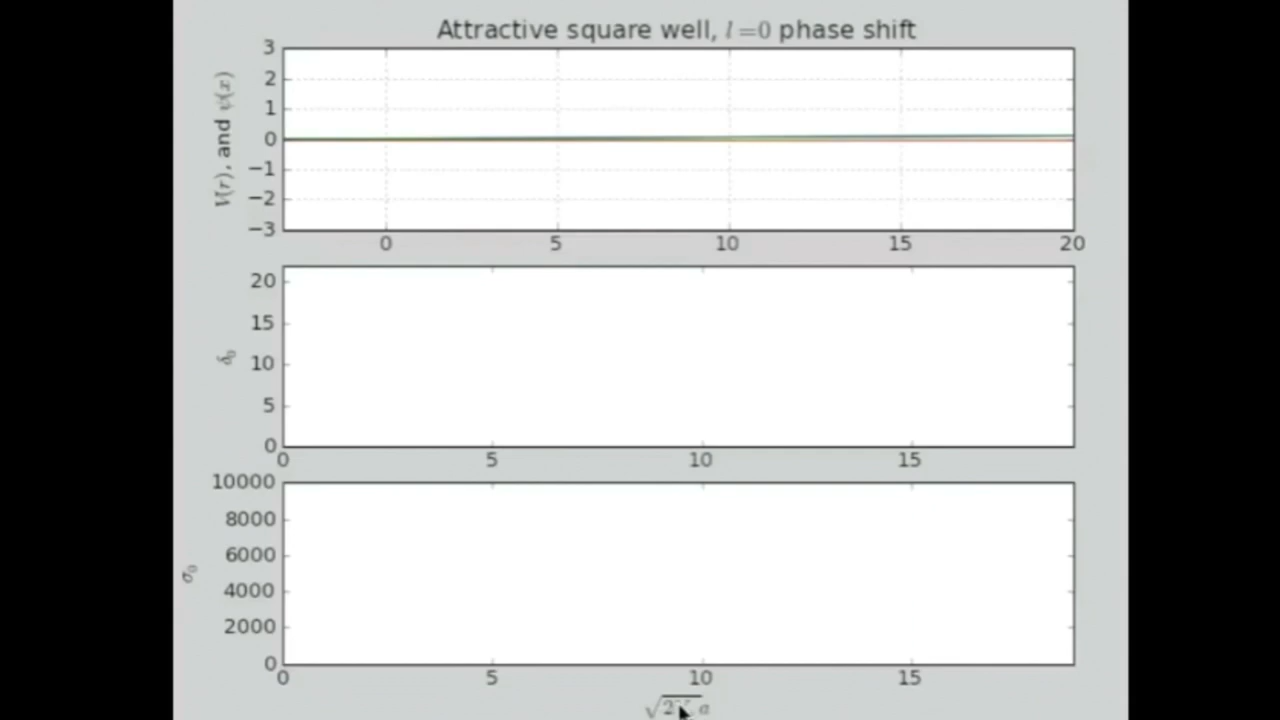 Attractive square well, l=0 phase shift
V(r), and ψ(x)
3
2
1
0
−1
−2
−3
0 5 10 15 20
δ₀
20
15
10
5
0
0 5 10 15
σ₀
10000
8000
6000
4000
2000
0
0 5 10 15